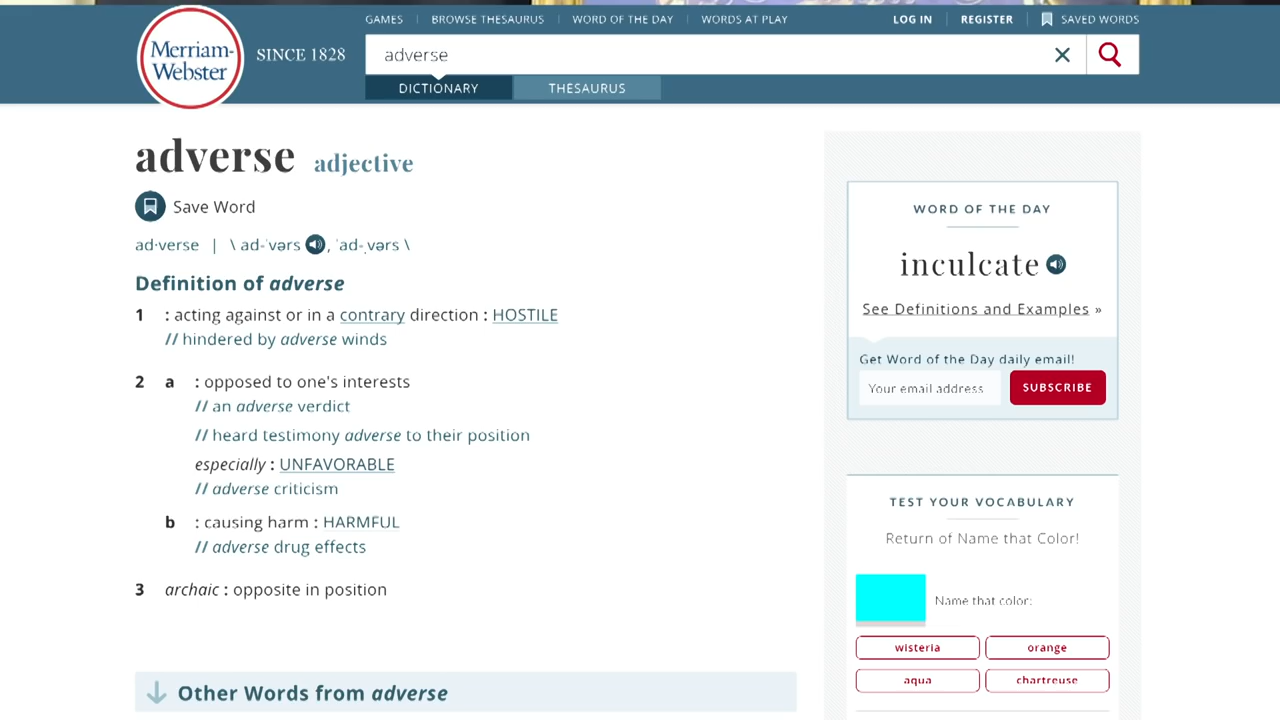 GAMES BROWSE THESAURUS WORD OF THE DAY WORDS AT PLAY LOG IN REGISTER SAVED WORDS
Merriam-
Webster
SINCE 1828
adverse
DICTIONARY THESAURUS
adverse adjective
Save Word
ad·verse | \ ad-ˈvərs , ˈad-ˌvərs \
Definition of adverse
1 : acting against or in a contrary direction : HOSTILE
// hindered by adverse winds
2 a : opposed to one's interests
// an adverse verdict
// heard testimony adverse to their position
especially : UNFAVORABLE
// adverse criticism
b : causing harm : HARMFUL
// adverse drug effects
3 archaic : opposite in position
Other Words from adverse
WORD OF THE DAY
inculcate
See Definitions and Examples »
Get Word of the Day daily email!
Your email address SUBSCRIBE
TEST YOUR VOCABULARY
Return of Name that Color!
Name that color:
wisteria orange
aqua chartreuse